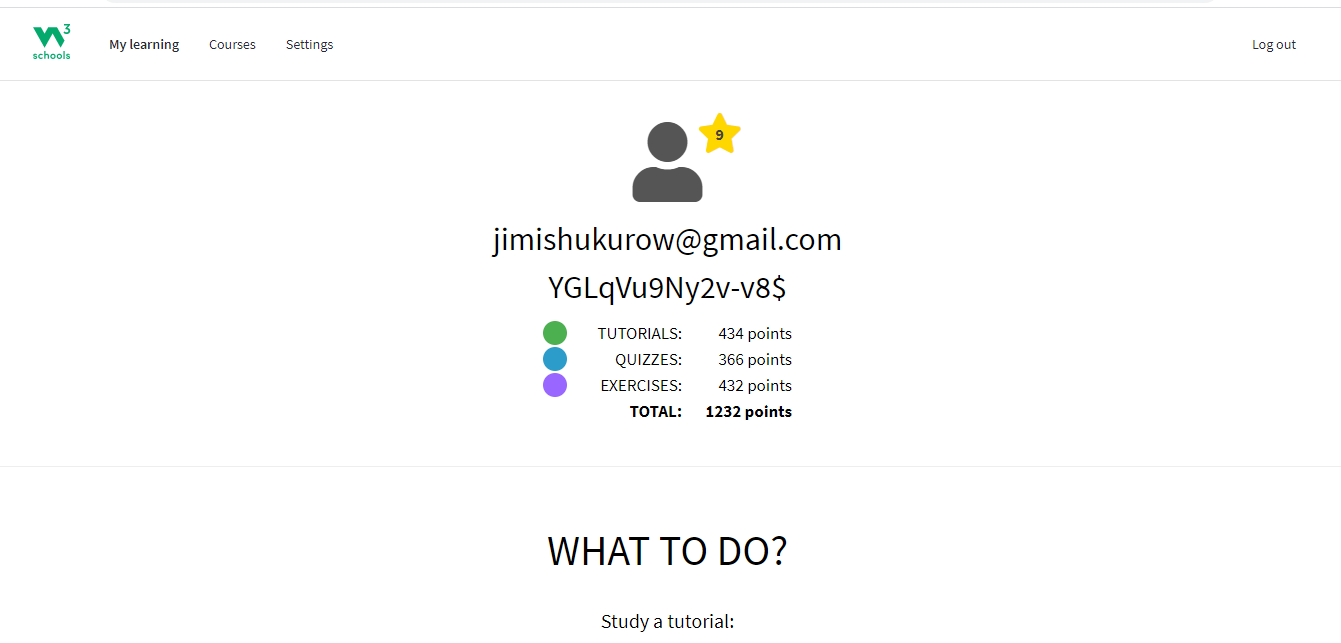 3
schools
My learning Courses Settings Log out
9
jimishukurow@gmail.com
YGLqVu9Ny2v-v8$
TUTORIALS: 434 points
QUIZZES: 366 points
EXERCISES: 432 points
TOTAL: 1232 points
WHAT TO DO?
Study a tutorial: